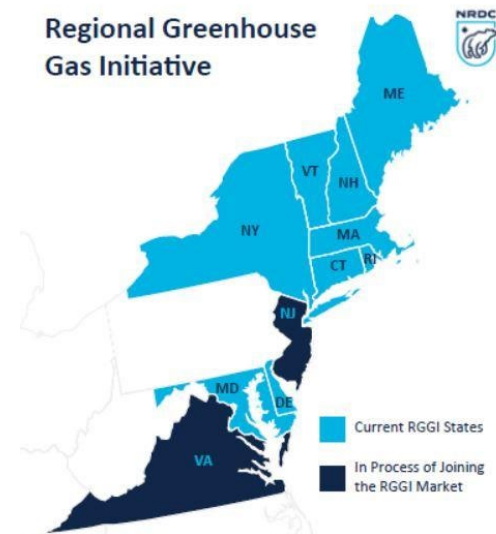 Regional Greenhouse
Gas Initiative
NRDC
ME
VT
NH
NY
MA
CT
RI
NJ
MD
DE
VA
Current RGGI States
In Process of Joining
the RGGI Market